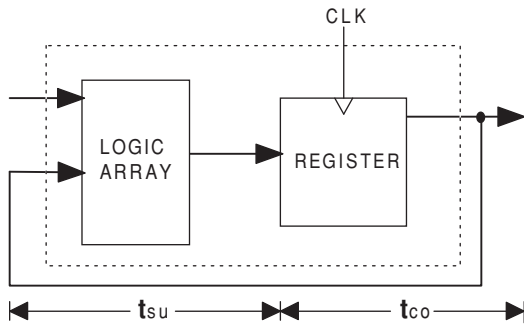 CLK
LOGIC
ARRAY
REGISTER
tsu
tco